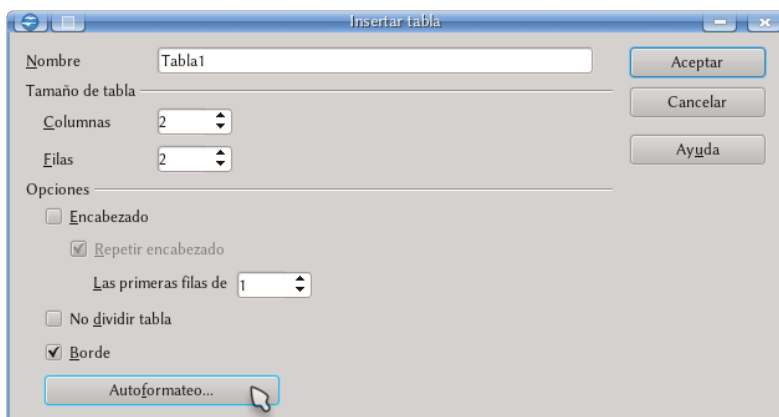 Insertar tabla
Nombre Tabla1
Aceptar
Tamaño de tabla
Cancelar
Columnas 2
Filas 2
Ayuda
Opciones
Encabezado
Repetir encabezado
Las primeras filas de 1
No dividir tabla
Borde
Autoformateo...